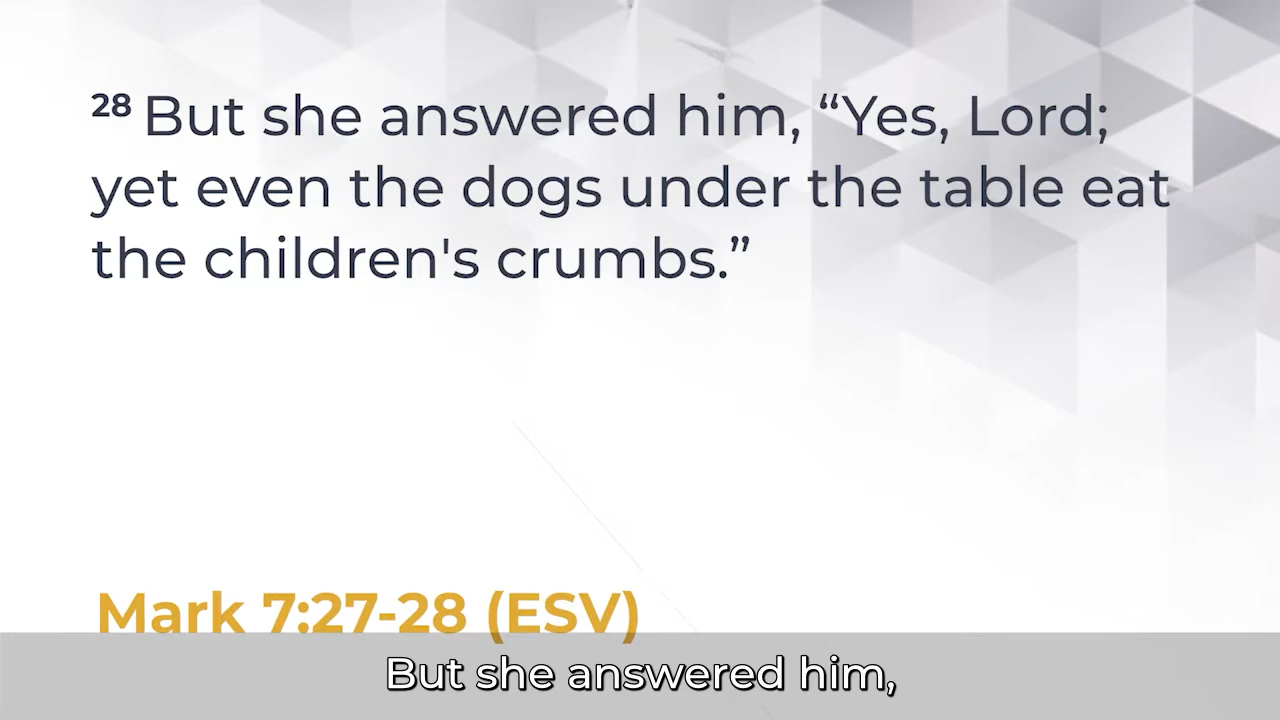 28 But she answered him, “Yes, Lord;
yet even the dogs under the table eat
the children's crumbs.”
Mark 7:27-28 (ESV)
But she answered him,